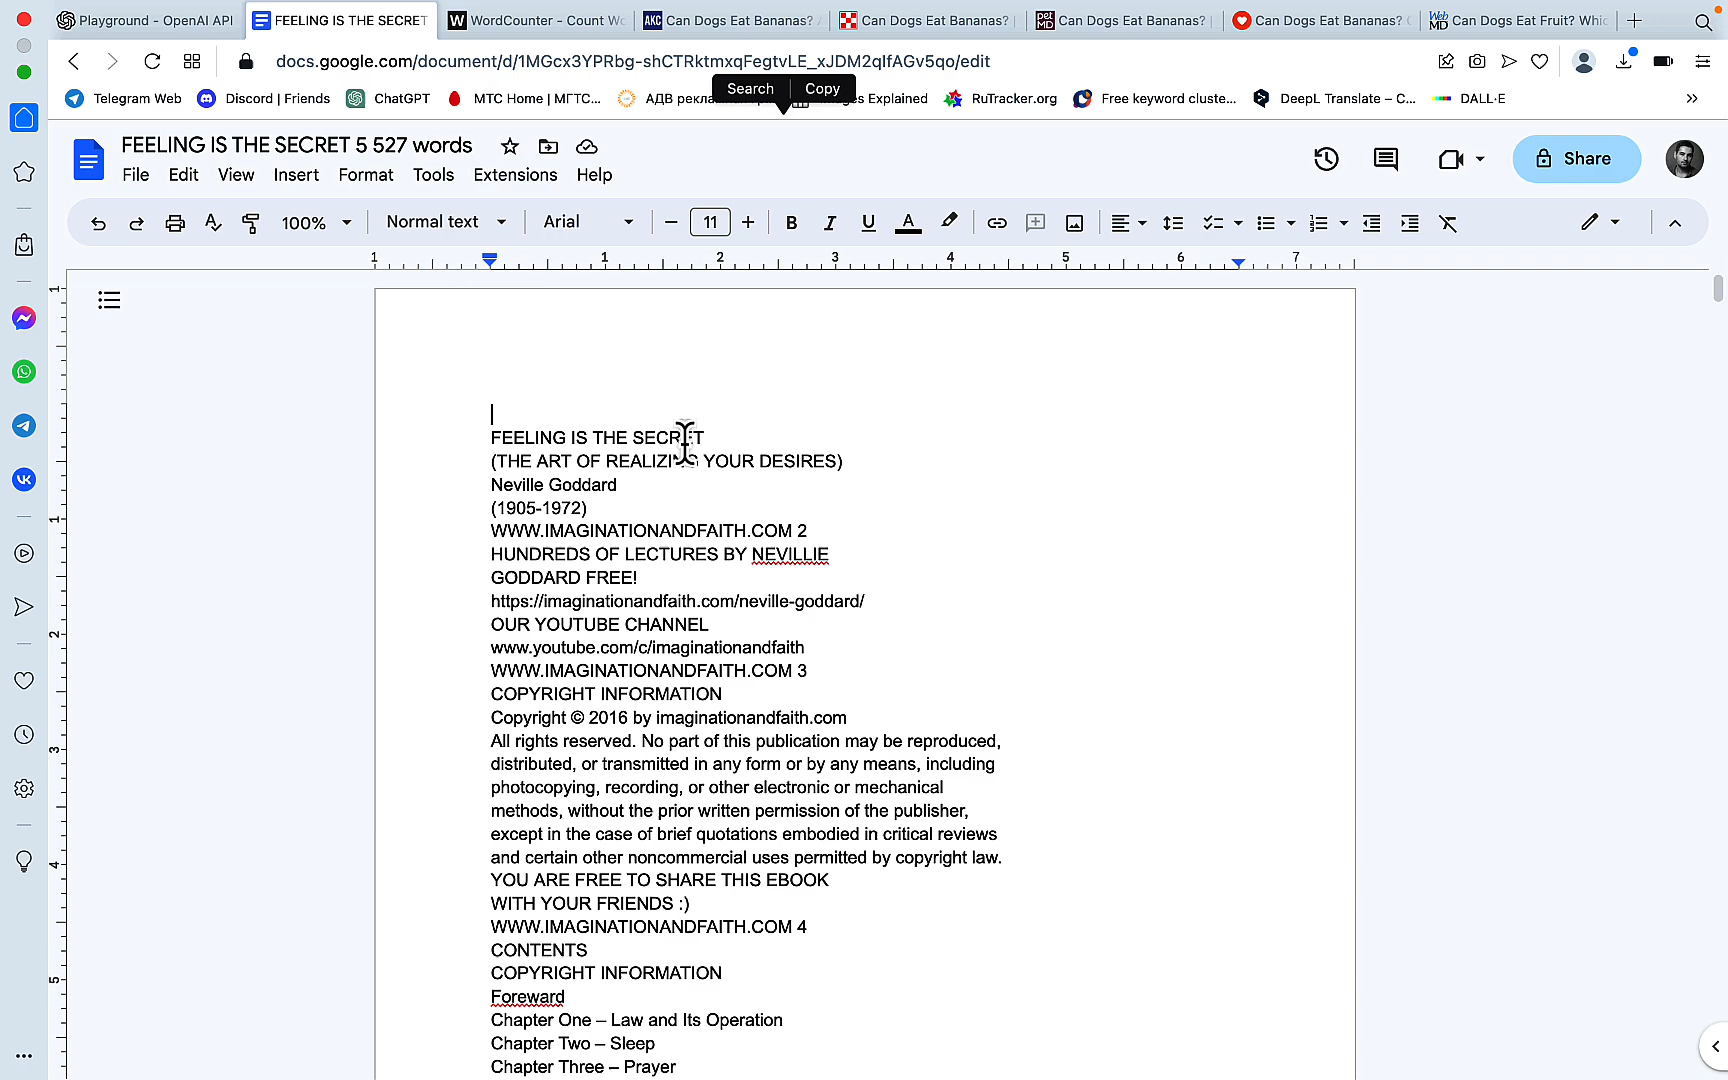 Playground - OpenAI API
FEELING IS THE SECRET
WordCounter - Count Wo
Can Dogs Eat Bananas?
Can Dogs Eat Bananas?
Can Dogs Eat Bananas?
Can Dogs Eat Bananas?
Can Dogs Eat Fruit? Whic
docs.google.com/document/d/1MGcx3YPRbg-shCTRktmxqFegtvLE_xJDM2qIfAGv5qo/edit
Search Copy
Telegram Web
Discord | Friends
ChatGPT
МТС Home | МГТС...
АДВ рекла
es Explained
RuTracker.org
Free keyword cluste...
DeepL Translate – C...
DALL·E
FEELING IS THE SECRET 5 527 words
File Edit View Insert Format Tools Extensions Help
Share
100% Normal text Arial 11
1 1 2 3 4 5 6 7
FEELING IS THE SECRET
(THE ART OF REALIZING YOUR DESIRES)
Neville Goddard
(1905-1972)
WWW.IMAGINATIONANDFAITH.COM 2
HUNDREDS OF LECTURES BY NEVILLIE
GODDARD FREE!
https://imaginationandfaith.com/neville-goddard/
OUR YOUTUBE CHANNEL
www.youtube.com/c/imaginationandfaith
WWW.IMAGINATIONANDFAITH.COM 3
COPYRIGHT INFORMATION
Copyright © 2016 by imaginationandfaith.com
All rights reserved. No part of this publication may be reproduced,
distributed, or transmitted in any form or by any means, including
photocopying, recording, or other electronic or mechanical
methods, without the prior written permission of the publisher,
except in the case of brief quotations embodied in critical reviews
and certain other noncommercial uses permitted by copyright law.
YOU ARE FREE TO SHARE THIS EBOOK
WITH YOUR FRIENDS :)
WWW.IMAGINATIONANDFAITH.COM 4
CONTENTS
COPYRIGHT INFORMATION
Foreward
Chapter One – Law and Its Operation
Chapter Two – Sleep
Chapter Three – Prayer